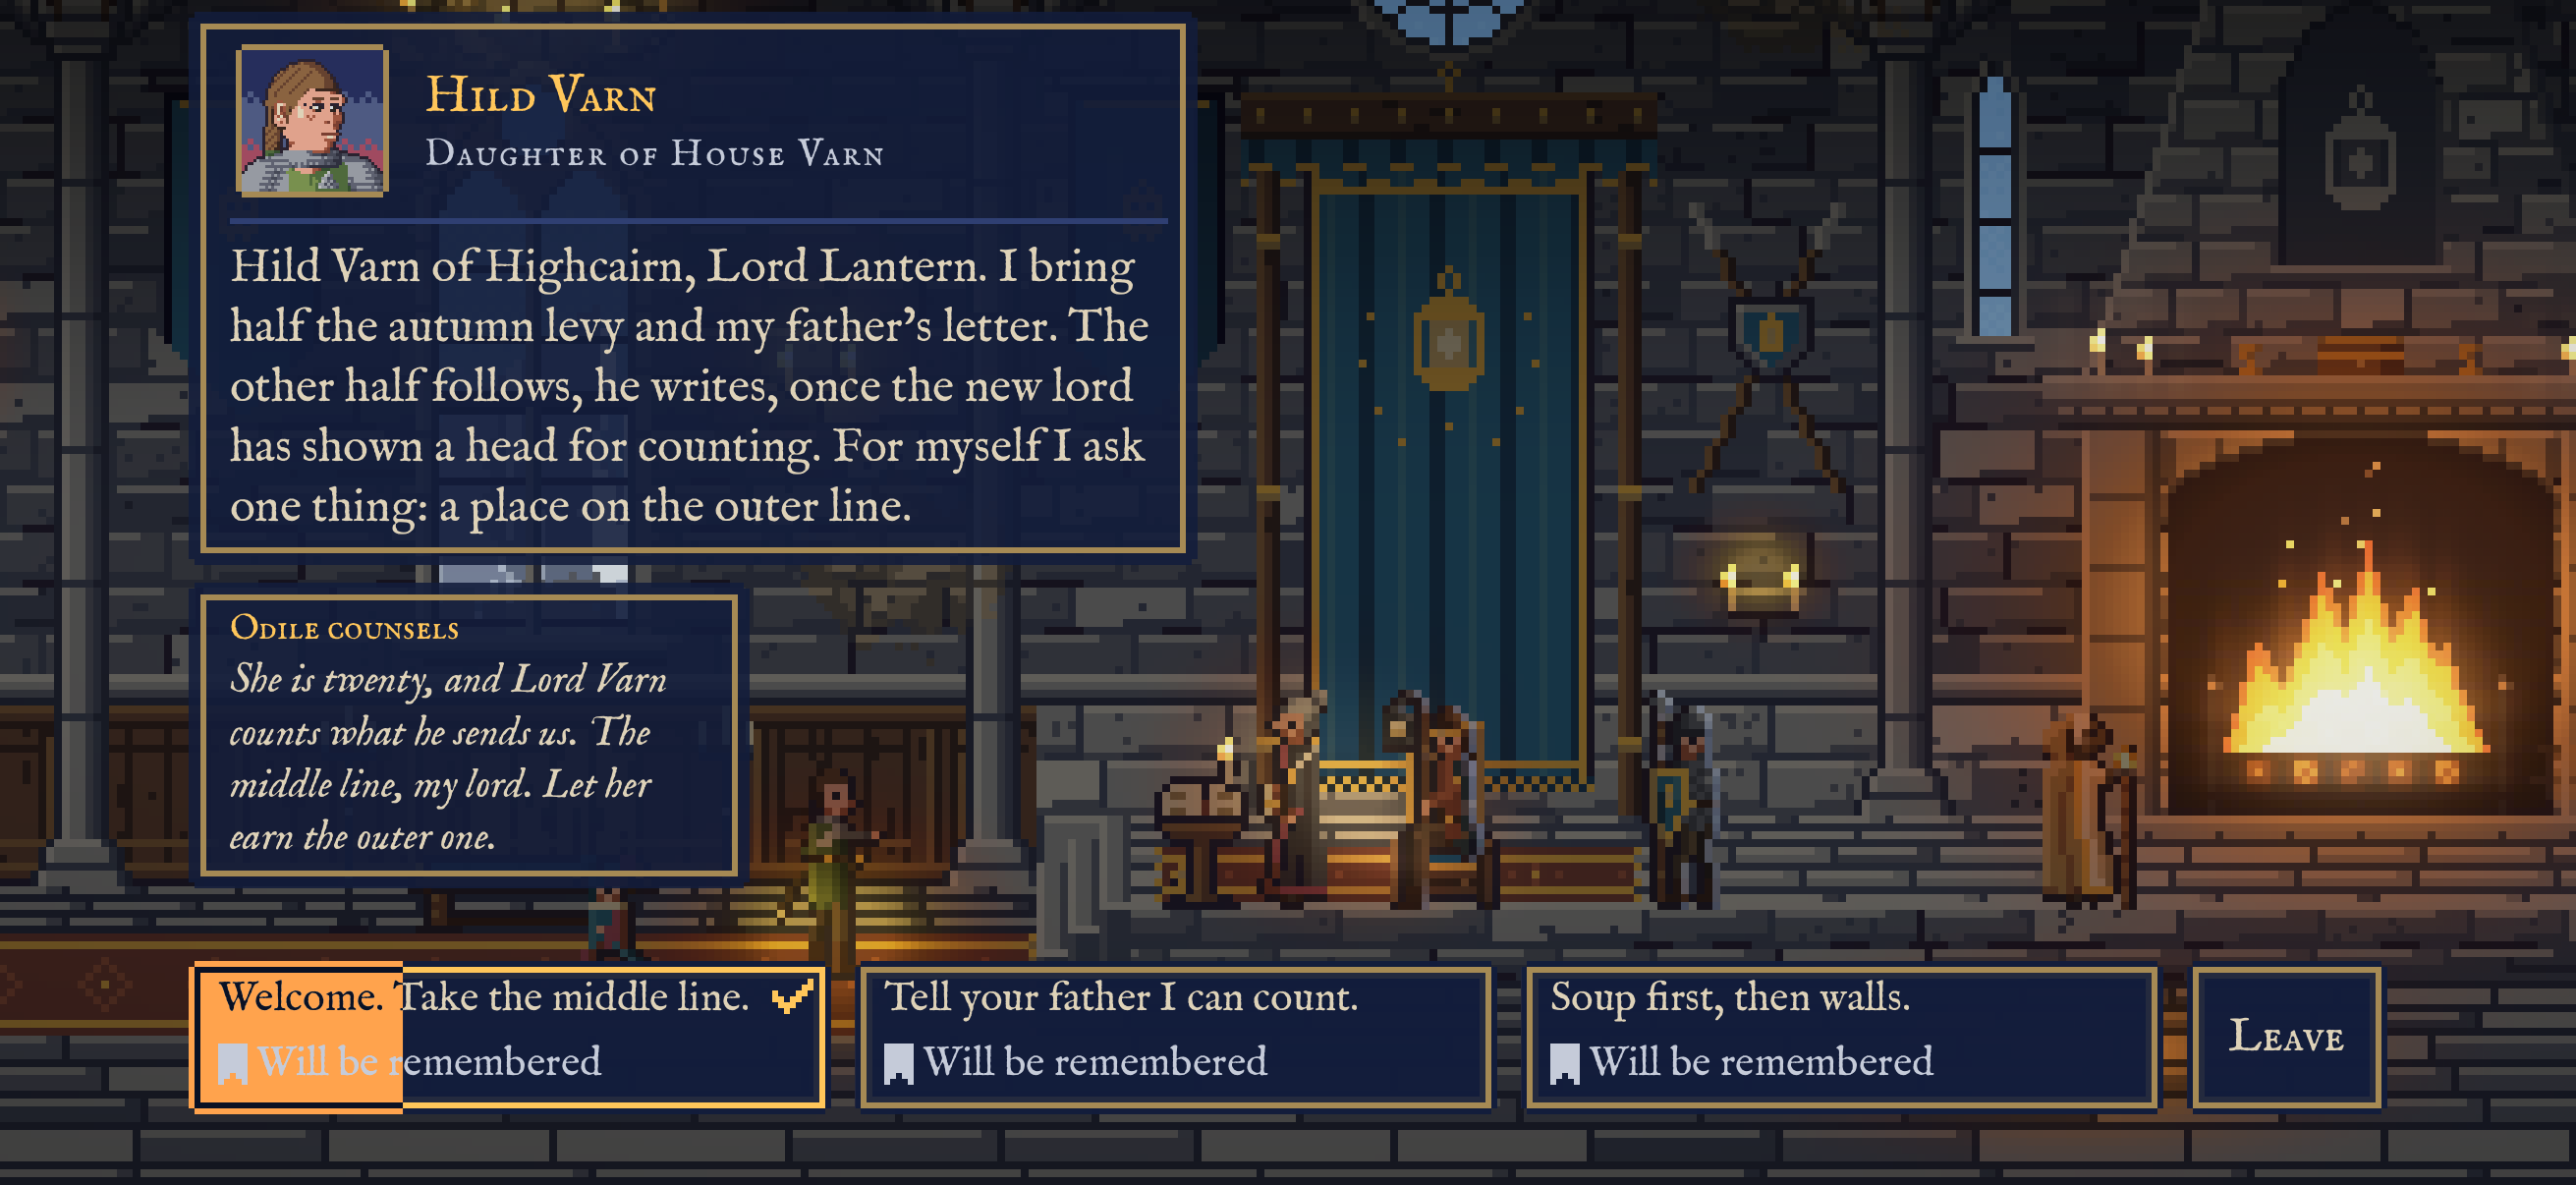 Hild Varn
Daughter of House Varn
Hild Varn of Highcairn, Lord Lantern. I bring
half the autumn levy and my father's letter. The
other half follows, he writes, once the new lord
has shown a head for counting. For myself I ask
one thing: a place on the outer line.
Odile counsels
She is twenty, and Lord Varn
counts what he sends us. The
middle line, my lord. Let her
earn the outer one.
Welcome. Take the middle line.
Will be remembered
Tell your father I can count.
Will be remembered
Soup first, then walls.
Will be remembered
Leave